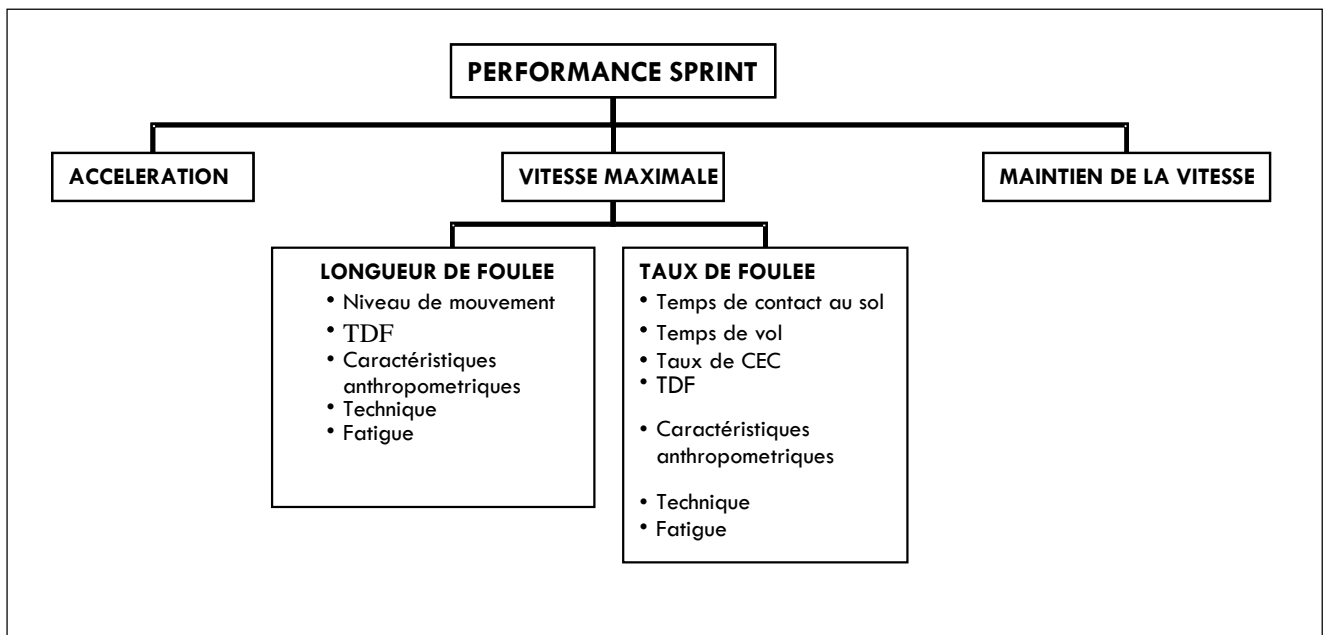 PERFORMANCE SPRINT
ACCELERATION
VITESSE MAXIMALE
MAINTIEN DE LA VITESSE
LONGUEUR DE FOULEE
• Niveau de mouvement
• TDF
• Caractéristiques
anthropometriques
• Technique
• Fatigue
TAUX DE FOULEE
• Temps de contact au sol
• Temps de vol
• Taux de CEC
• TDF
• Caractéristiques
anthropometriques
• Technique
• Fatigue